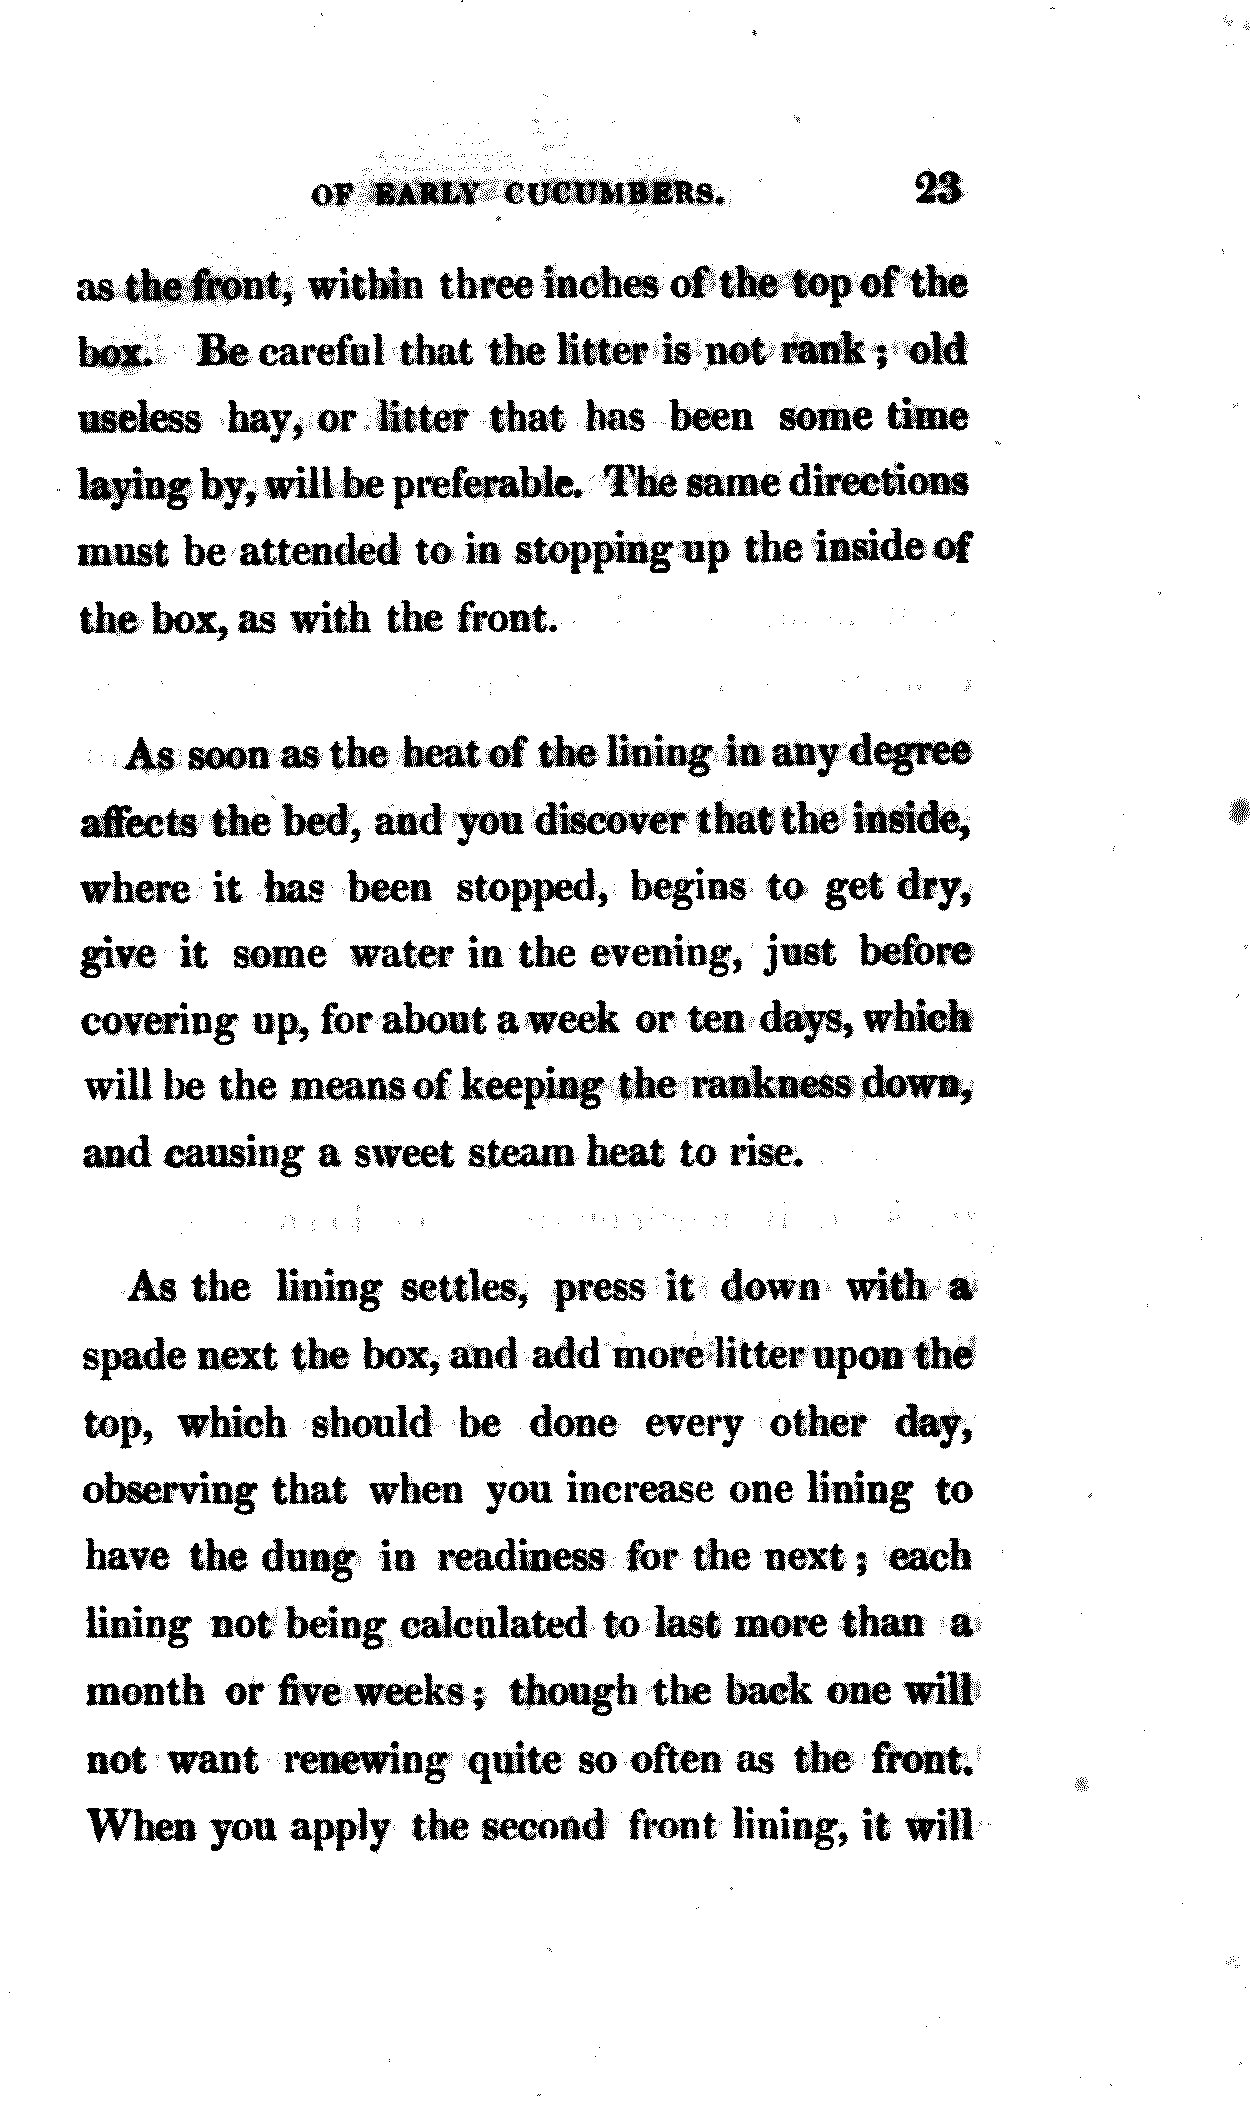 OF EARLY CUCUMBERS. 23
as the front, within three inches of the top of the
box. Be careful that the litter is not rank; old
useless hay, or litter that has been some time
laying by, will be preferable. The same directions
must be attended to in stopping up the inside of
the box, as with the front.
As soon as the heat of the lining in any degree
affects the bed, and you discover that the inside,
where it has been stopped, begins to get dry,
give it some water in the evening, just before
covering up, for about a week or ten days, which
will be the means of keeping the rankness down,
and causing a sweet steam heat to rise.
As the lining settles, press it down with a
spade next the box, and add more litter upon the
top, which should be done every other day,
observing that when you increase one lining to
have the dung in readiness for the next; each
lining not being calculated to last more than a
month or five weeks; though the back one will
not want renewing quite so often as the front.
When you apply the second front lining, it will